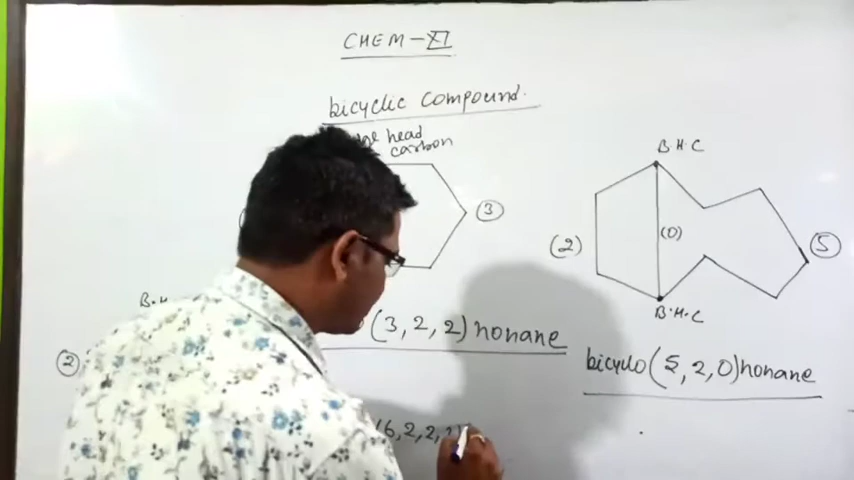 CHEM-XI
bicyclic compound.
head
carbon
B.H.C
3
(2)
(0)
5
B.H.C
(3,2,2) nonane
bicyclo (5,2,0) nonane
2
6,2,2,